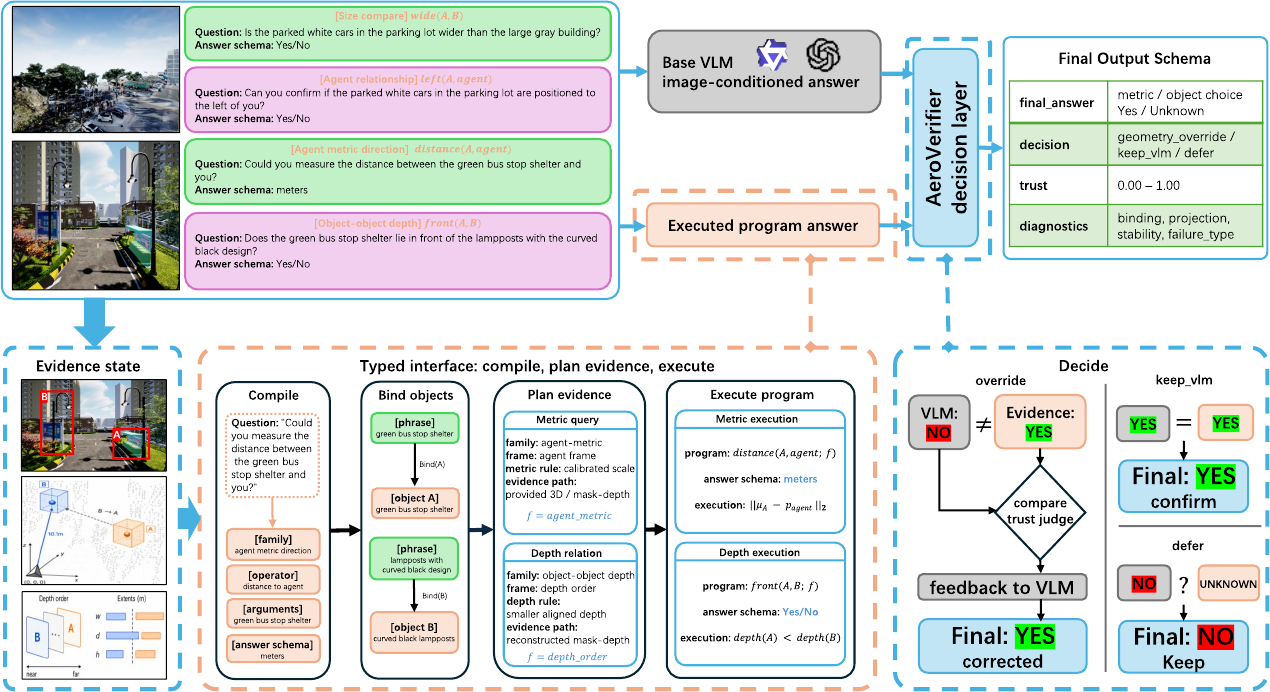 [Size compare] wide(A, B)
Question: Is the parked white cars in the parking lot wider than the large gray building?
Answer schema: Yes/No
[Agent relationship] left(A, agent)
Question: Can you confirm if the parked white cars in the parking lot are positioned to
the left of you?
Answer schema: Yes/No
[Agent metric direction] distance(A, agent)
Question: Could you measure the distance between the green bus stop shelter and
you?
Answer schema: meters
[Object-object depth] front(A, B)
Question: Does the green bus stop shelter lie in front of the lampposts with the curved
black design?
Answer schema: Yes/No
Base VLM
image-conditioned answer
Executed program answer
AeroVerifier
decision layer
Final Output Schema
final_answer
metric / object choice
Yes / Unknown
decision
geometry_override /
keep_vlm / defer
trust
0.00 – 1.00
diagnostics
binding, projection,
stability, failure_type
Evidence state
B
A
B
A
B → A
10.1m
z
y
x
(0, 0, 0)
Depth order
Extents (m)
B
...
A
w
d
h
near
far
Typed interface: compile, plan evidence, execute
Compile
Question: "Could
you measure the
distance between
the green bus
stop shelter and
you?"
[family]
agent metric direction
[operator]
distance to agent
[arguments]
green bus stop shelter
[answer schema]
meters
Bind objects
[phrase]
green bus stop shelter
Bind(A)
[object A]
green bus stop shelter
[phrase]
lampposts with
curved black design
Bind(B)
[object B]
curved black lampposts
Plan evidence
Metric query
family: agent-metric
frame: agent frame
metric rule: calibrated scale
evidence path:
provided 3D / mask-depth
f = agent_metric
Depth relation
family: object-object depth
frame: depth order
depth rule:
smaller aligned depth
evidence path:
reconstructed mask-depth
f = depth_order
Execute program
Metric execution
program: distance(A, agent; f)
answer schema: meters
execution: ||μ_A − p_agent||₂
Depth execution
program: front(A, B; f)
answer schema: Yes/No
execution: depth(A) < depth(B)
Decide
override
VLM:
NO
≠
Evidence:
YES
compare
trust judge
feedback to VLM
Final: YES
corrected
keep_vlm
YES
=
YES
Final: YES
confirm
defer
NO
?
UNKNOWN
Final: NO
Keep